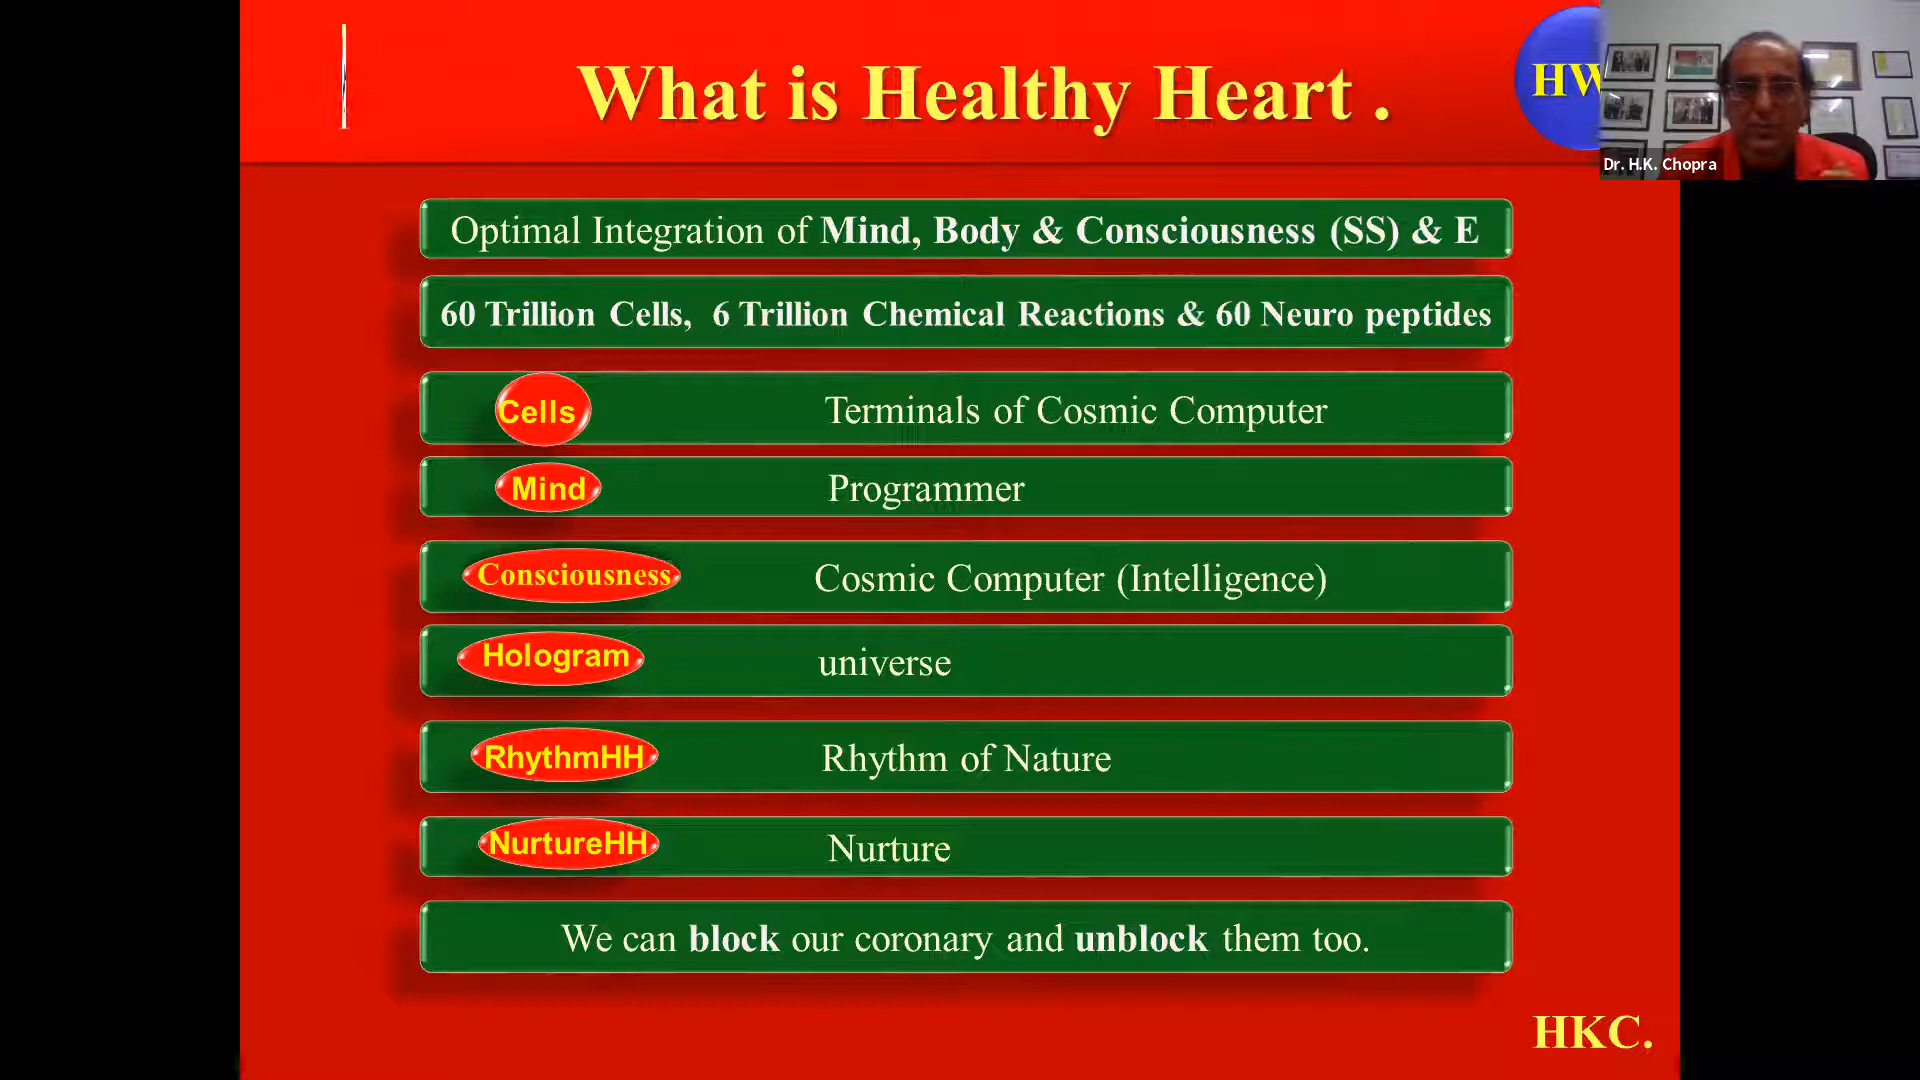 What is Healthy Heart .
HW
Dr. H.K. Chopra
Optimal Integration of Mind, Body & Consciousness (SS) & E
60 Trillion Cells, 6 Trillion Chemical Reactions & 60 Neuro peptides
Cells Terminals of Cosmic Computer
Mind Programmer
Consciousness Cosmic Computer (Intelligence)
Hologram universe
RhythmHH Rhythm of Nature
NurtureHH Nurture
We can block our coronary and unblock them too.
HKC.